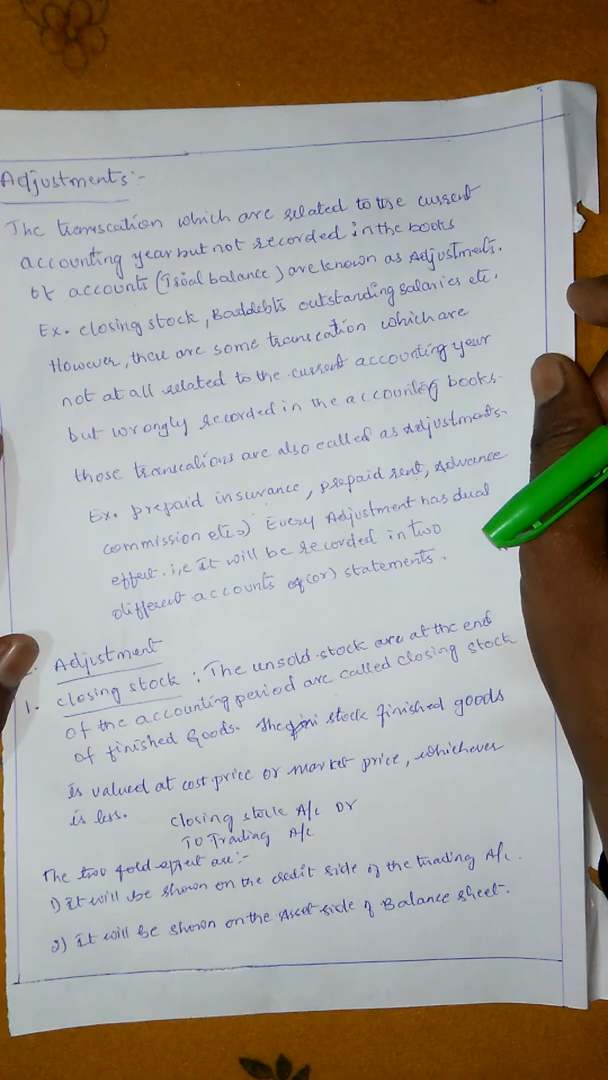 Adjustments:-
The transcation which are related to the current
accounting year but not recorded in the books
of accounts (Trial balance) are known as Adjustments.
Ex. closing stock, Baddebts outstanding salaries etc.
However, there are some transcation which are
not at all related to the current accounting year
but wrongly recorded in the accounting books.
those transcations are also called as Adjustments.
Ex. prepaid insurance, prepaid rent, Advance
commission etc.) Every Adjustment has dual
effect. i.e it will be recorded in two
different accounts (or) statements.
Adjustment
1. closing stock : The unsold stock are at the end
of the accounting period are called closing stock
of finished Goods. The stock finished goods
is valued at cost price or market price, whichever
is less.
closing stock A/c Dr
To Trading A/c
The two fold effect are:-
1) it will be shown on the credit side of the trading A/c.
2) it will be shown on the Asset side of Balance sheet.